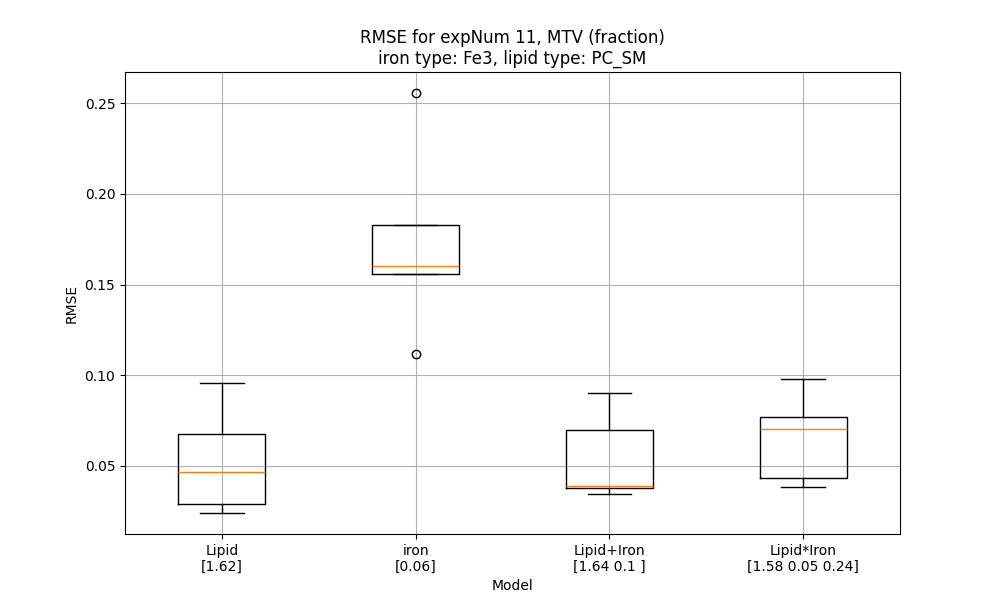 RMSE for expNum 11, MTV (fraction)
iron type: Fe3, lipid type: PC_SM
0.25
0.20
0.15
0.10
0.05
RMSE
Lipid
[1.62]
iron
[0.06]
Lipid+Iron
[1.64 0.1 ]
Lipid*Iron
[1.58 0.05 0.24]
Model